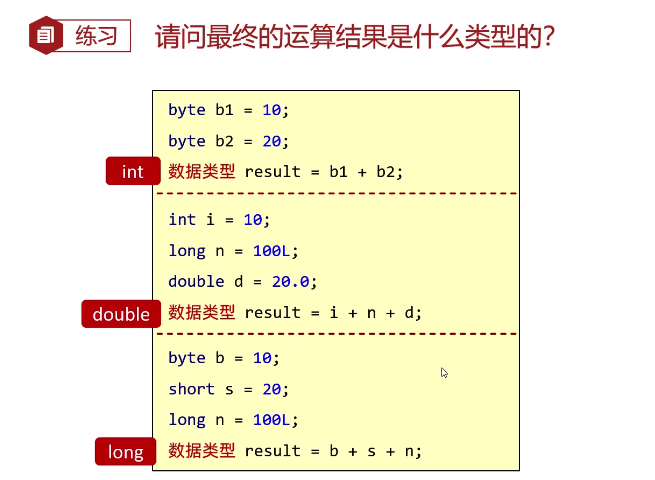 练习
请问最终的运算结果是什么类型的?
byte b1 = 10;
byte b2 = 20;
int
数据类型 result = b1 + b2;
int i = 10;
long n = 100L;
double d = 20.0;
double
数据类型 result = i + n + d;
byte b = 10;
short s = 20;
long n = 100L;
long
数据类型 result = b + s + n;